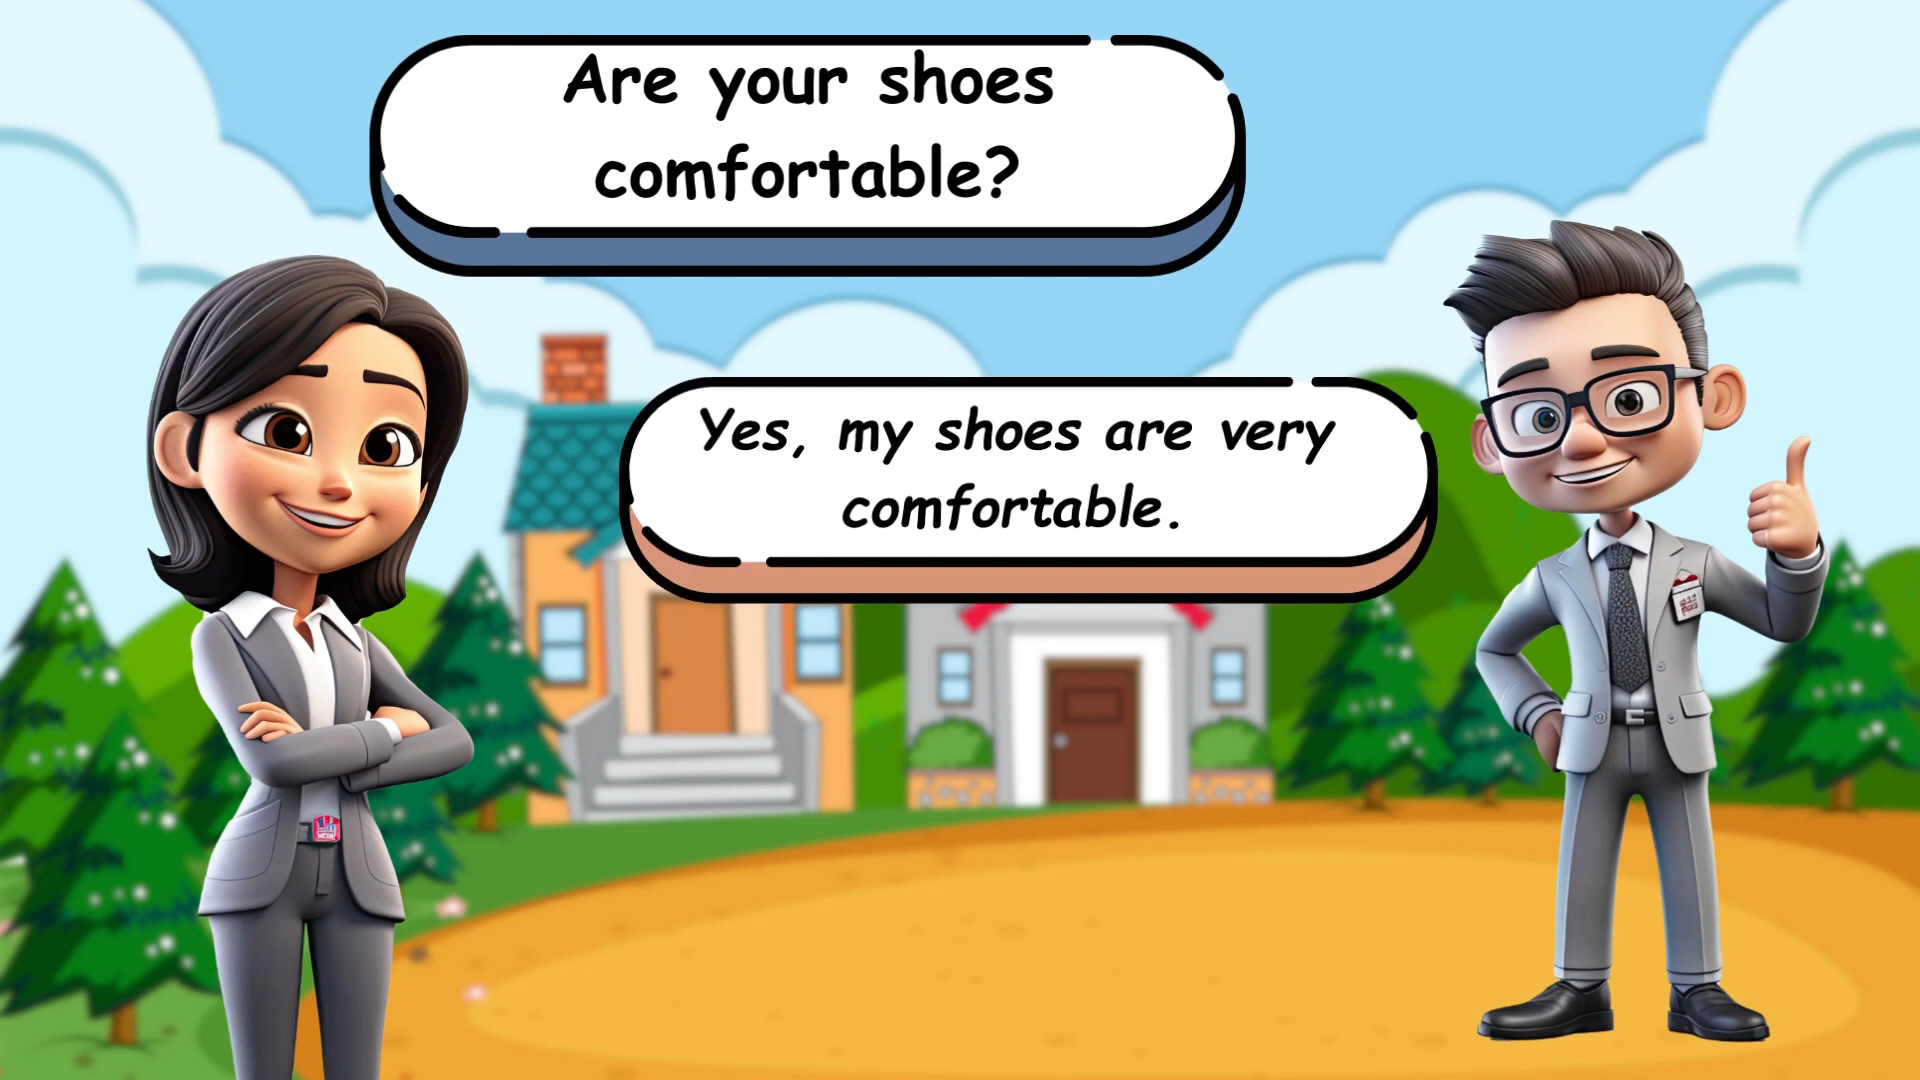 Are your shoes
comfortable?
Yes, my shoes are very
comfortable.